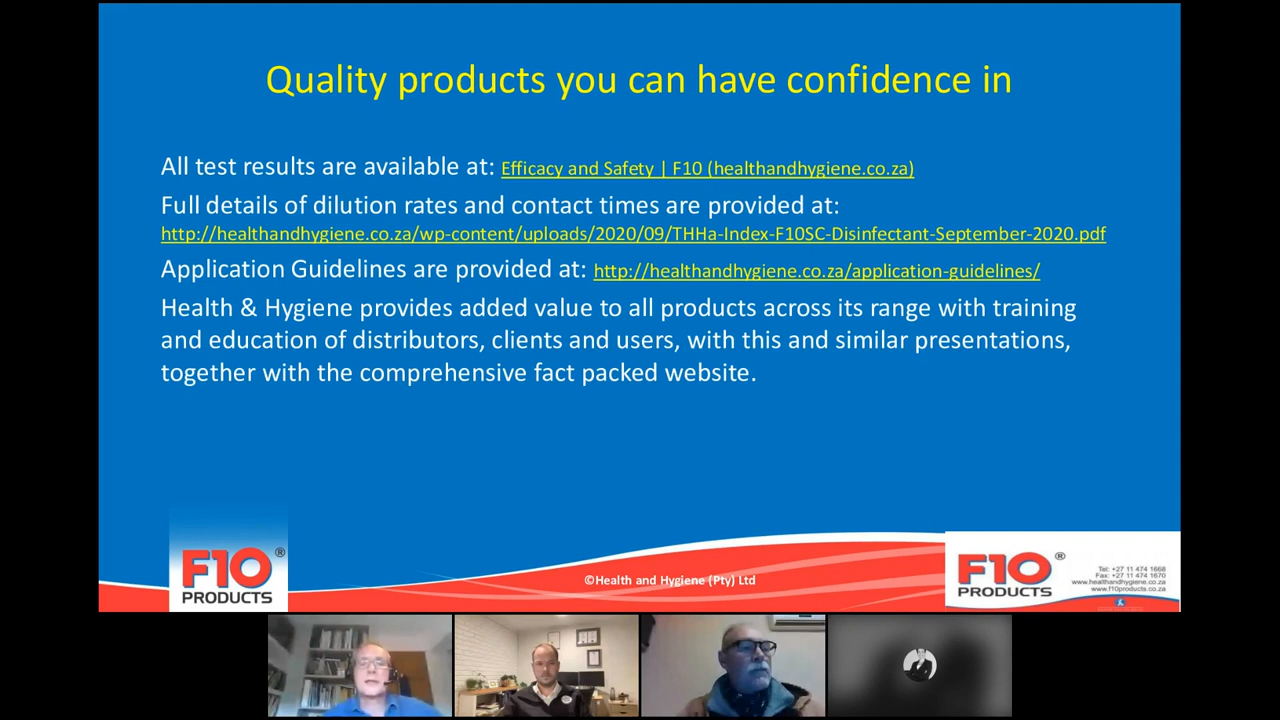 Quality products you can have confidence in
All test results are available at: Efficacy and Safety | F10 (healthandhygiene.co.za)
Full details of dilution rates and contact times are provided at:
http://healthandhygiene.co.za/wp-content/uploads/2020/09/THHa-Index-F10SC-Disinfectant-September-2020.pdf
Application Guidelines are provided at: http://healthandhygiene.co.za/application-guidelines/
Health & Hygiene provides added value to all products across its range with training
and education of distributors, clients and users, with this and similar presentations,
together with the comprehensive fact packed website.
F10®
PRODUCTS
©Health and Hygiene (Pty) Ltd
F10®
PRODUCTS
Tel: +27 11 474 1668
Fax: +27 11 474 1670
www.healthandhygiene.co.za
www.f10products.co.za